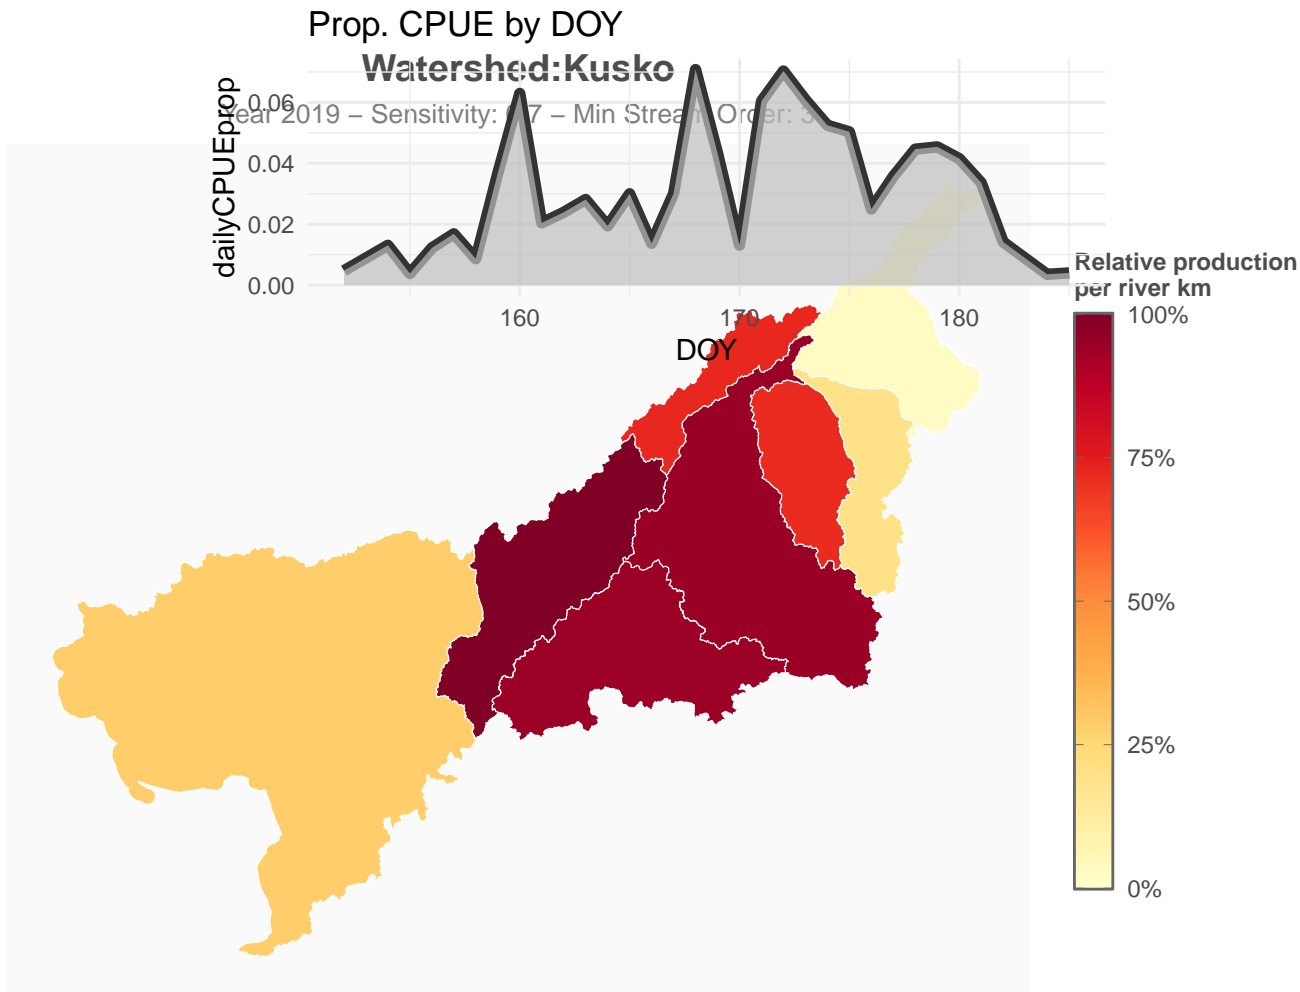 Prop. CPUE by DOY
Watershed:Kusko
Year 2019 – Sensitivity: 7 – Min Stream Order: 3
dailyCPUEprop
0.06
0.04
0.02
0.00
160
170
180
DOY
Relative production
per river km
100%
75%
50%
25%
0%